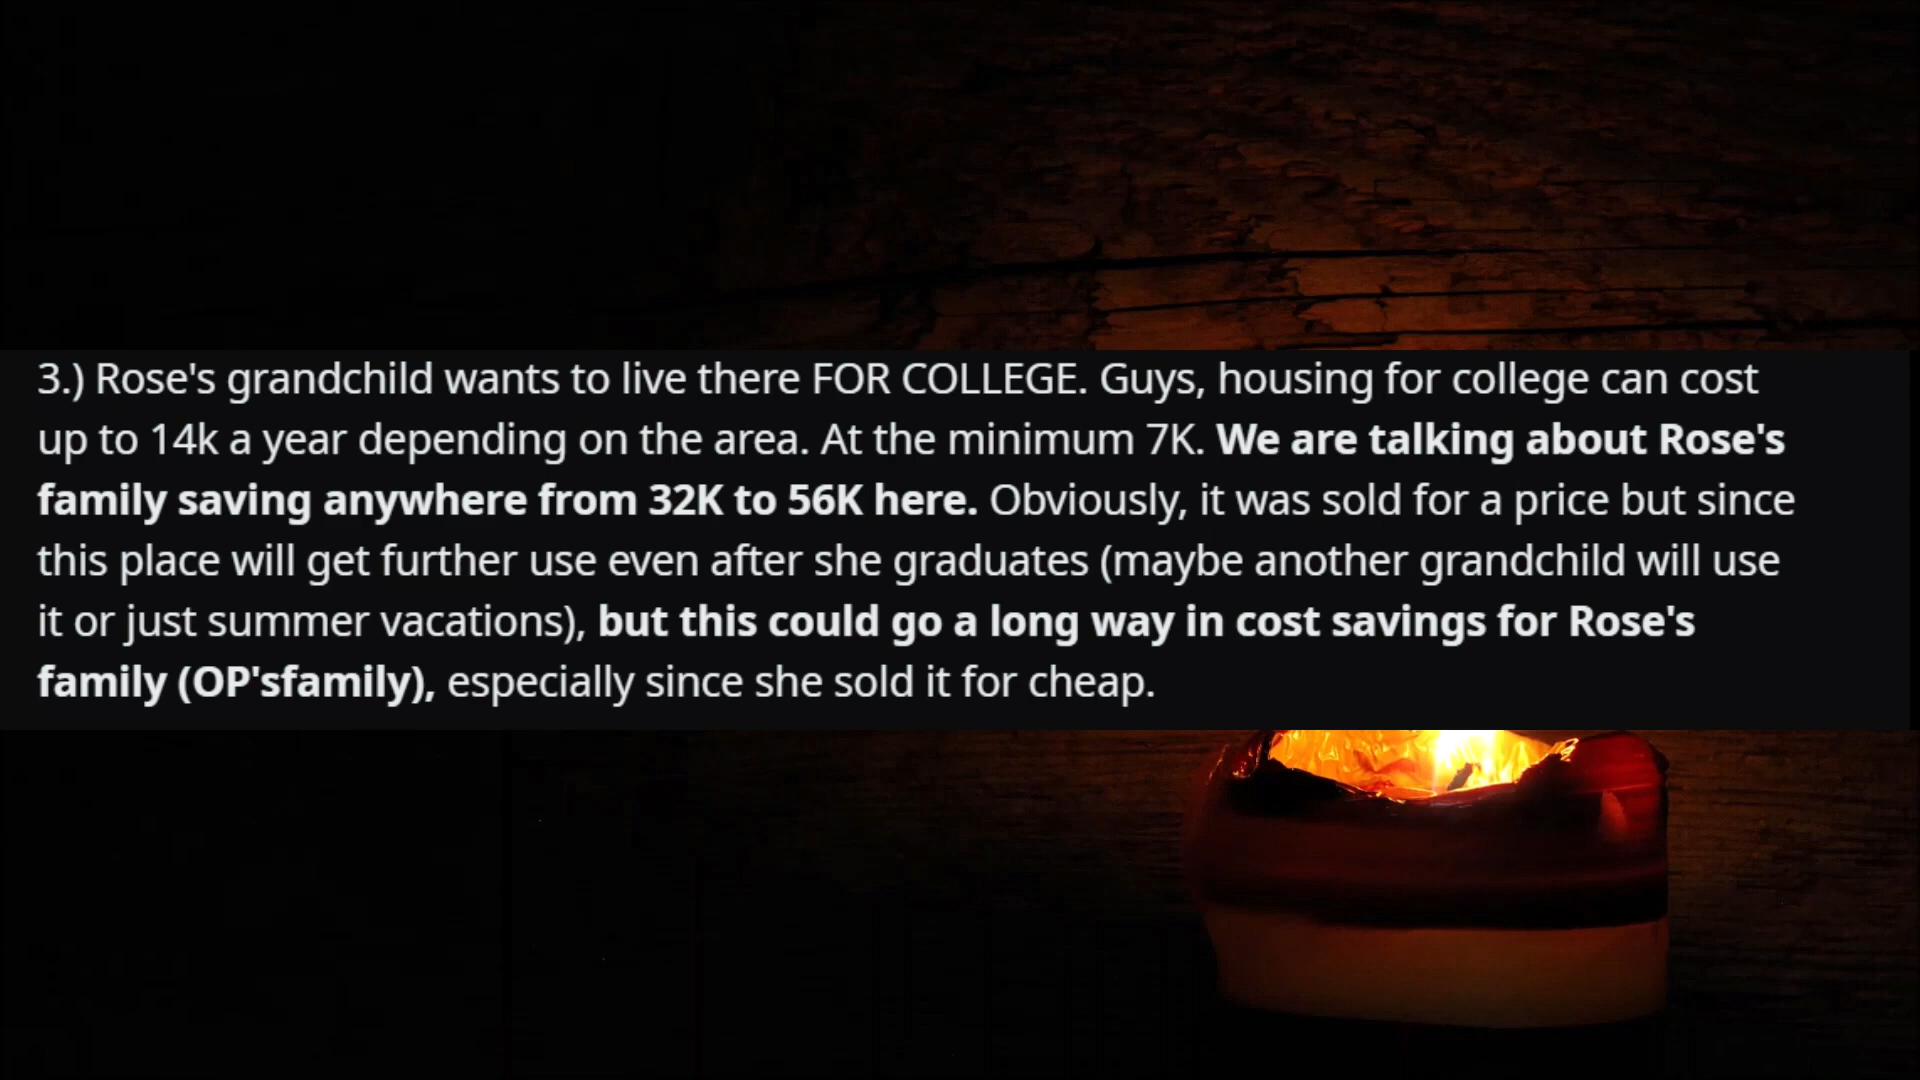 3.) Rose's grandchild wants to live there FOR COLLEGE. Guys, housing for college can cost
up to 14k a year depending on the area. At the minimum 7K. We are talking about Rose's
family saving anywhere from 32K to 56K here. Obviously, it was sold for a price but since
this place will get further use even after she graduates (maybe another grandchild will use
it or just summer vacations), but this could go a long way in cost savings for Rose's
family (OP'sfamily), especially since she sold it for cheap.